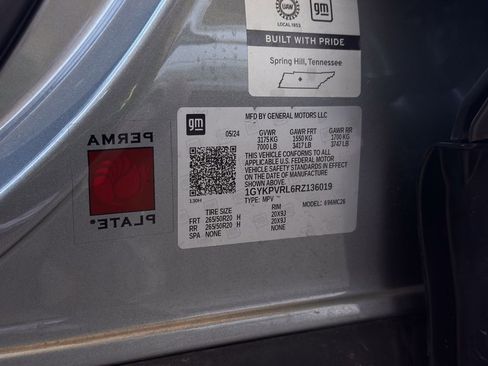 UAW
LOCAL 1853
gm
BUILT WITH PRIDE
Spring Hill, Tennessee
gm
MFD BY GENERAL MOTORS LLC
05/24 GVWR GAWR FRT GAWR RR
3175 KG 1550 KG 1700 KG
7000 LB 3417 LB 3747 LB
THIS VEHICLE CONFORMS TO ALL
APPLICABLE U.S. FEDERAL MOTOR
VEHICLE SAFETY STANDARDS IN EFFECT
ON THE DATE OF MANUFACTURE SHOWN ABOVE.
1GYKPVRL6RZ136019
TYPE: MPV MODEL: 6NMC26
130H
TIRE SIZE RIM
FRT 265/50R20 H 20X9J
RR 265/50R20 H 20X9J
SPA NONE NONE
PERMA
PLATE®